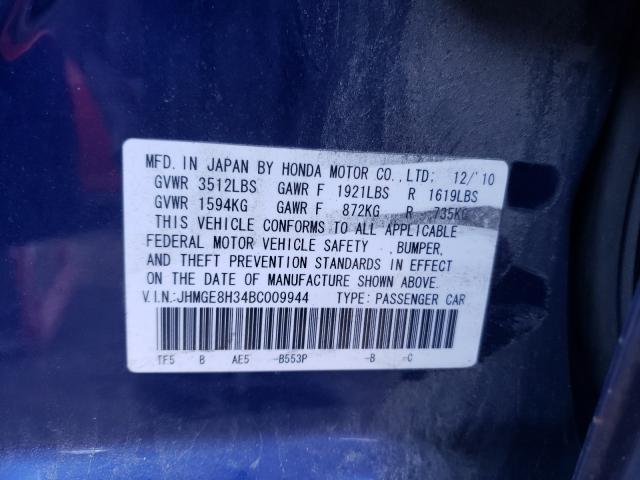 MFD. IN JAPAN BY HONDA MOTOR CO.,LTD: 12/'10
GVWR 3512LBS GAWR F 1921LBS R 1619LBS
GVWR 1594KG GAWR F 872KG R 735KG
THIS VEHICLE CONFORMS TO ALL APPLICABLE
FEDERAL MOTOR VEHICLE SAFETY ,BUMPER,
AND THEFT PREVENTION STANDARDS IN EFFECT
ON THE DATE OF MANUFACTURE SHOWN ABOVE.
V.I.N.:JHMGE8H34BC009944 TYPE: PASSENGER CAR
TF5 B AE5 -B553P -B -C